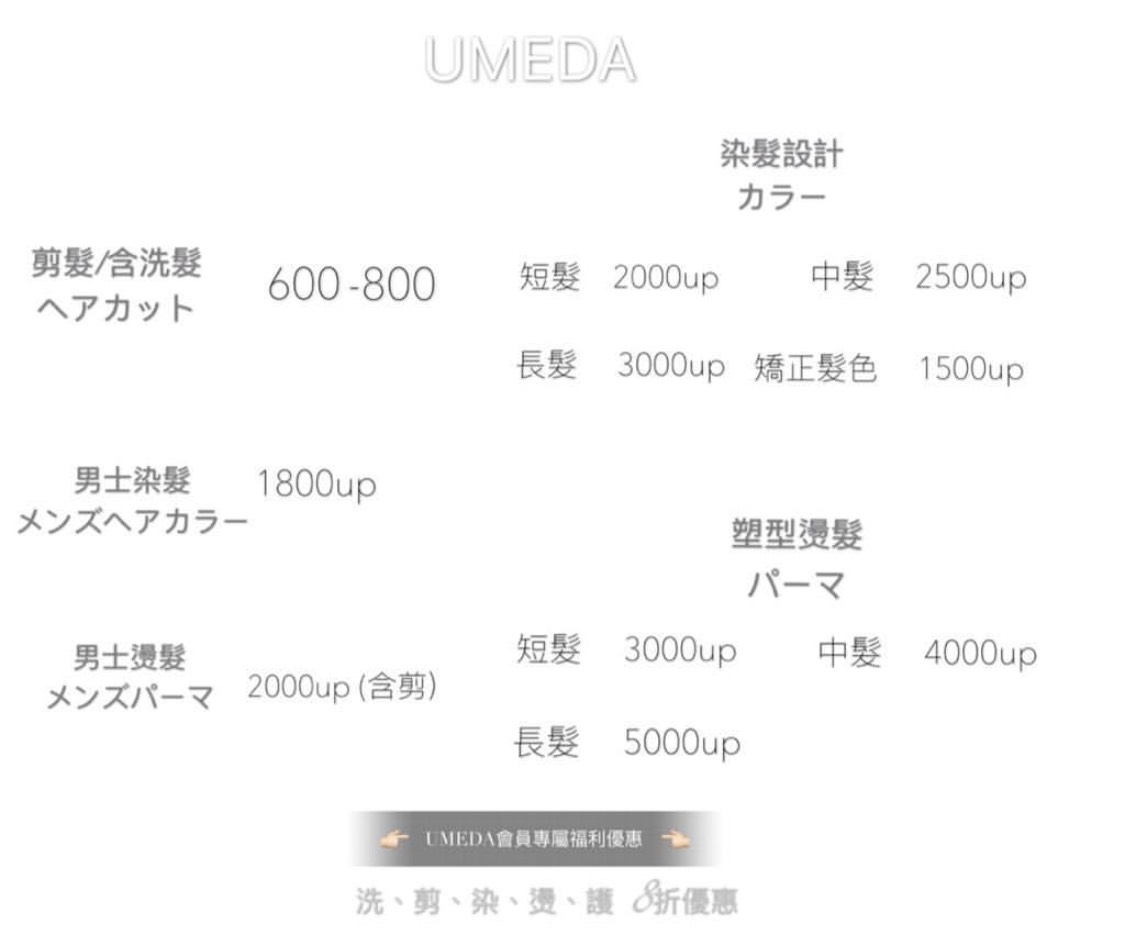 UMEDA
剪髮/含洗髮
ヘアカット
600-800
男士染髮
メンズヘアカラー
1800up
男士燙髮
メンズパーマ
2000up (含剪)
染髮設計
カラー
短髮 2000up 中髮 2500up
長髮 3000up 矯正髮色 1500up
塑型燙髮
パーマ
短髮 3000up 中髮 4000up
長髮 5000up
👉🏻 UMEDA會員專屬福利優惠 👈🏻
洗、剪、染、燙、護 8折優惠